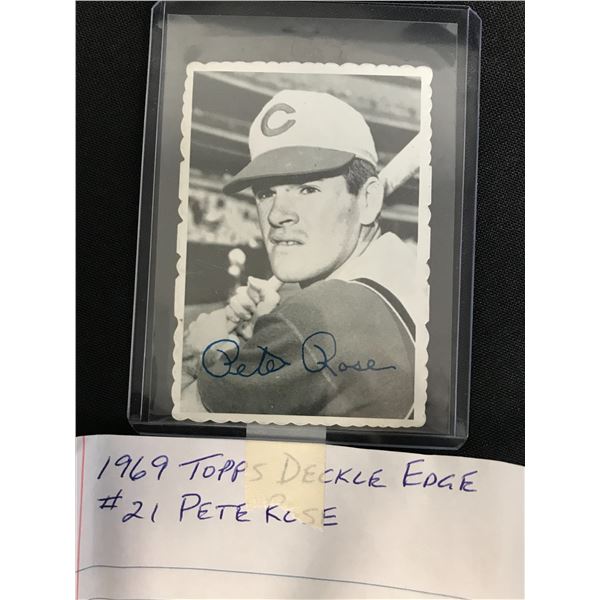 C
Pete Rose
1969 TOPPS DECKLE EDGE
#21 PETE ROSE